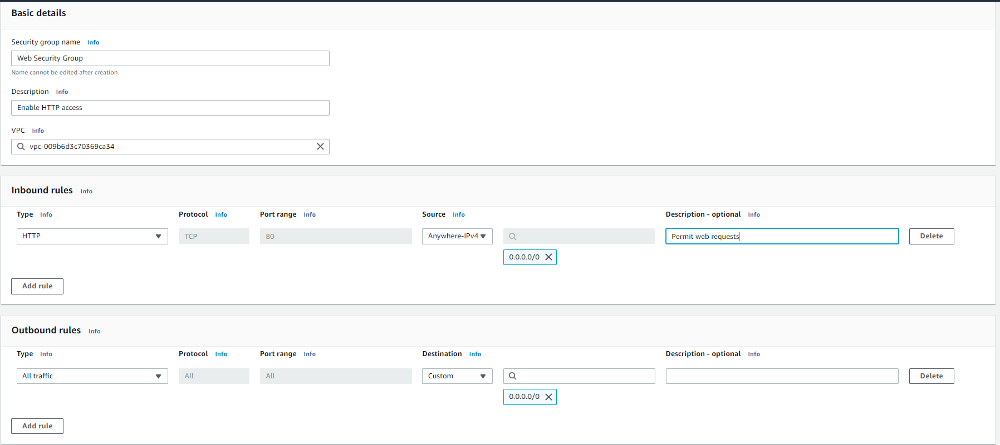 Basic details
Security group name Info
Web Security Group
Name cannot be edited after creation.
Description Info
Enable HTTP access
VPC Info
vpc-009b6d3c70369ca34
Inbound rules Info
Type Info Protocol Info Port range Info Source Info Description - optional Info
HTTP TCP 80 Anywhere-IPv4 Permit web requests Delete
0.0.0.0/0
Add rule
Outbound rules Info
Type Info Protocol Info Port range Info Destination Info Description - optional Info
All traffic All All Custom Delete
0.0.0.0/0
Add rule